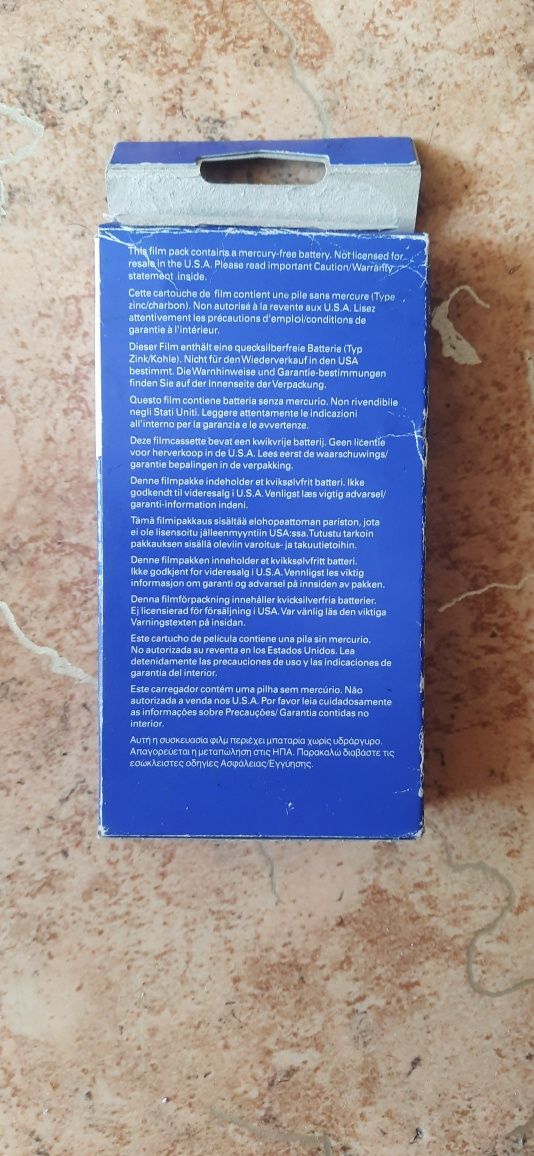 This film pack contains a mercury-free battery. Not licensed for
resale in the U.S.A. Please read important Caution/Warranty
statement inside.
Cette cartouche de film contient une pile sans mercure (Type
zinc/charbon). Non autorisé à la revente aux U.S.A. Lisez
attentivement les précautions d'emploi/conditions de
garantie à l'intérieur.
Dieser Film enthält eine quecksilberfreie Batterie (Typ
Zink/Kohle). Nicht für den Wiederverkauf in den USA
bestimmt. Die Warnhinweise und Garantie-bestimmungen
finden Sie auf der Innenseite der Verpackung.
Questo film contiene batteria senza mercurio. Non rivendibile
negli Stati Uniti. Leggere attentamente le indicazioni
all'interno per la garanzia e le avvertenze.
Deze filmcassette bevat een kwikvrije batterij. Geen licentie
voor herverkoop in de U.S.A. Lees eerst de waarschuwings/
garantie bepalingen in de verpakking.
Denne filmpakke indeholder et kviksølvfrit batteri. Ikke
godkendt til videresalg i U.S.A. Venligst læs vigtig advarsel/
garanti-information indeni.
Tämä filmipakkaus sisältää elohopeattoman pariston, jota
ei ole lisensoitu jälleenmyyntiin USA:ssa. Tutustu tarkoin
pakkauksen sisällä oleviin varoitus- ja takuutietoihin.
Denne filmpakken inneholder et kvikksølvfritt batteri.
Ikke godkjent for videresalg i U.S.A. Vennligst les viktig
informasjon om garanti og advarsel på innsiden av pakken.
Denna filmförpackning innehåller kvicksilverfria batterier.
Ej licensierad för försäljning i USA. Var vänlig läs den viktiga
Varningstexten på insidan.
Este cartucho de película contiene una pila sin mercurio.
No autorizada su reventa en los Estados Unidos. Lea
detenidamente las precauciones de uso y las indicaciones de
garantia del interior.
Este carregador contém uma pilha sem mercúrio. Não
autorizada a venda nos U.S.A. Por favor leia cuidadosamente
as informações sobre Precauções/ Garantia contidas no
interior.
Αυτή η συσκευασία φιλμ περιέχει μπαταρία χωρίς υδράργυρο.
Απαγορεύεται η μεταπώληση στις ΗΠΑ. Παρακαλώ διαβάστε τις
εσώκλειστες οδηγίες Ασφάλειας/Εγγύησης.